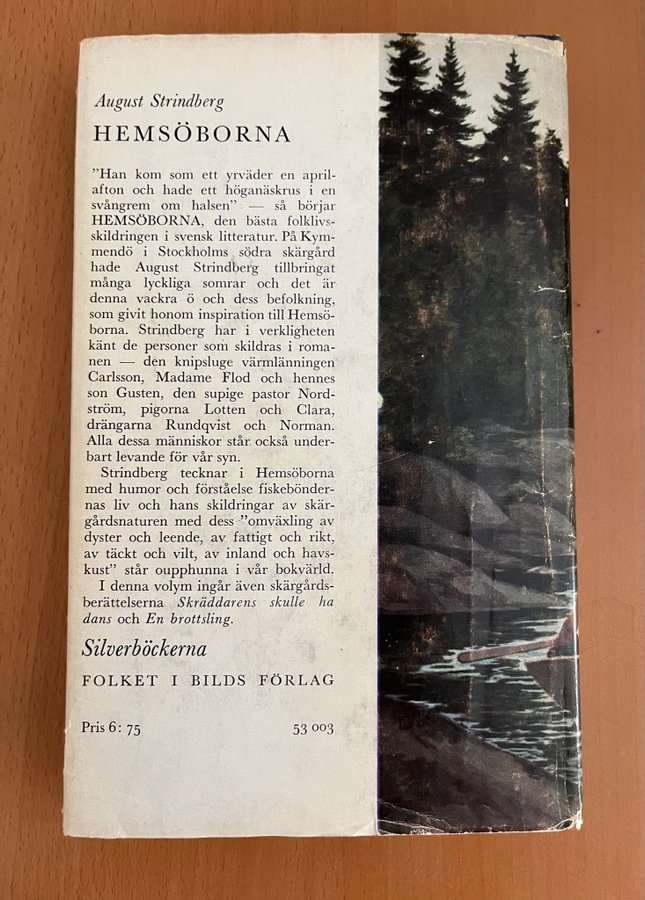 August Strindberg
HEMSÖBORNA
"Han kom som ett yrväder en april-
afton och hade ett höganäskrus i en
svångrem om halsen" — så börjar
HEMSÖBORNA, den bästa folklivs-
skildringen i svensk litteratur. På Kym-
mendö i Stockholms södra skärgård
hade August Strindberg tillbringat
många lyckliga somrar och det är
denna vackra ö och dess befolkning,
som givit honom inspiration till Hemsö-
borna. Strindberg har i verkligheten
känt de personer som skildras i roma-
nen — den knipsluge värmlänningen
Carlsson, Madame Flod och hennes
son Gusten, den supige pastor Nord-
ström, pigorna Lotten och Clara,
drängarna Rundqvist och Norman.
Alla dessa människor står också under-
bart levande för vår syn.
Strindberg tecknar i Hemsöborna
med humor och förståelse fiskebönder-
nas liv och hans skildringar av skär-
gårdsnaturen med dess "omväxling av
dyster och leende, av fattigt och rikt,
av täckt och vilt, av inland och havs-
kust" står oupphunna i vår bokvärld.
I denna volym ingår även skärgårds-
berättelserna Skräddarens skulle ha
dans och En brottsling.
Silverböckerna
FOLKET I BILDS FÖRLAG
Pris 6: 75 53 003